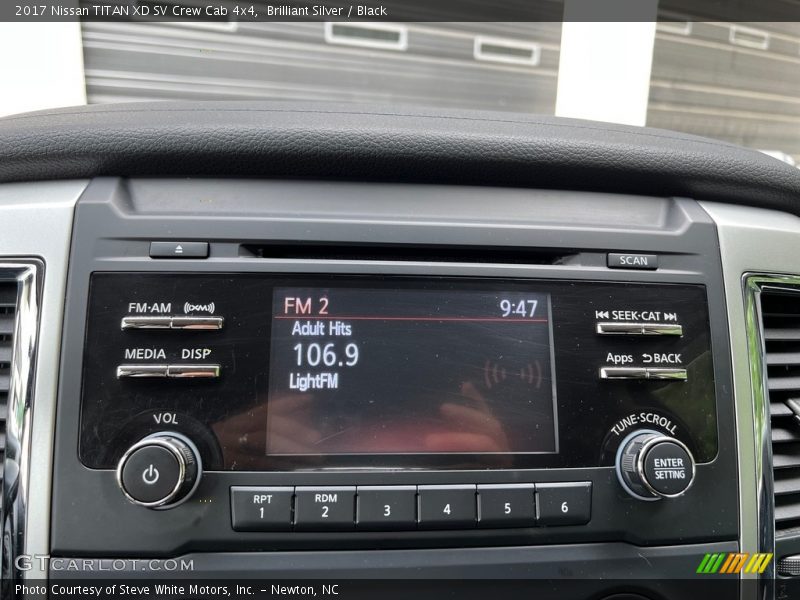 2017 Nissan TITAN XD SV Crew Cab 4x4,  Brilliant Silver / Black
SCAN
FM·AM ((XM))
MEDIA DISP
VOL
FM 2 9:47
Adult Hits
106.9
LightFM
SEEK·CAT
Apps BACK
TUNE·SCROLL
ENTER
SETTING
RPT
1
RDM
2
3
4
5
6
GTCARLOT.COM
Photo Courtesy of Steve White Motors, Inc. – Newton, NC